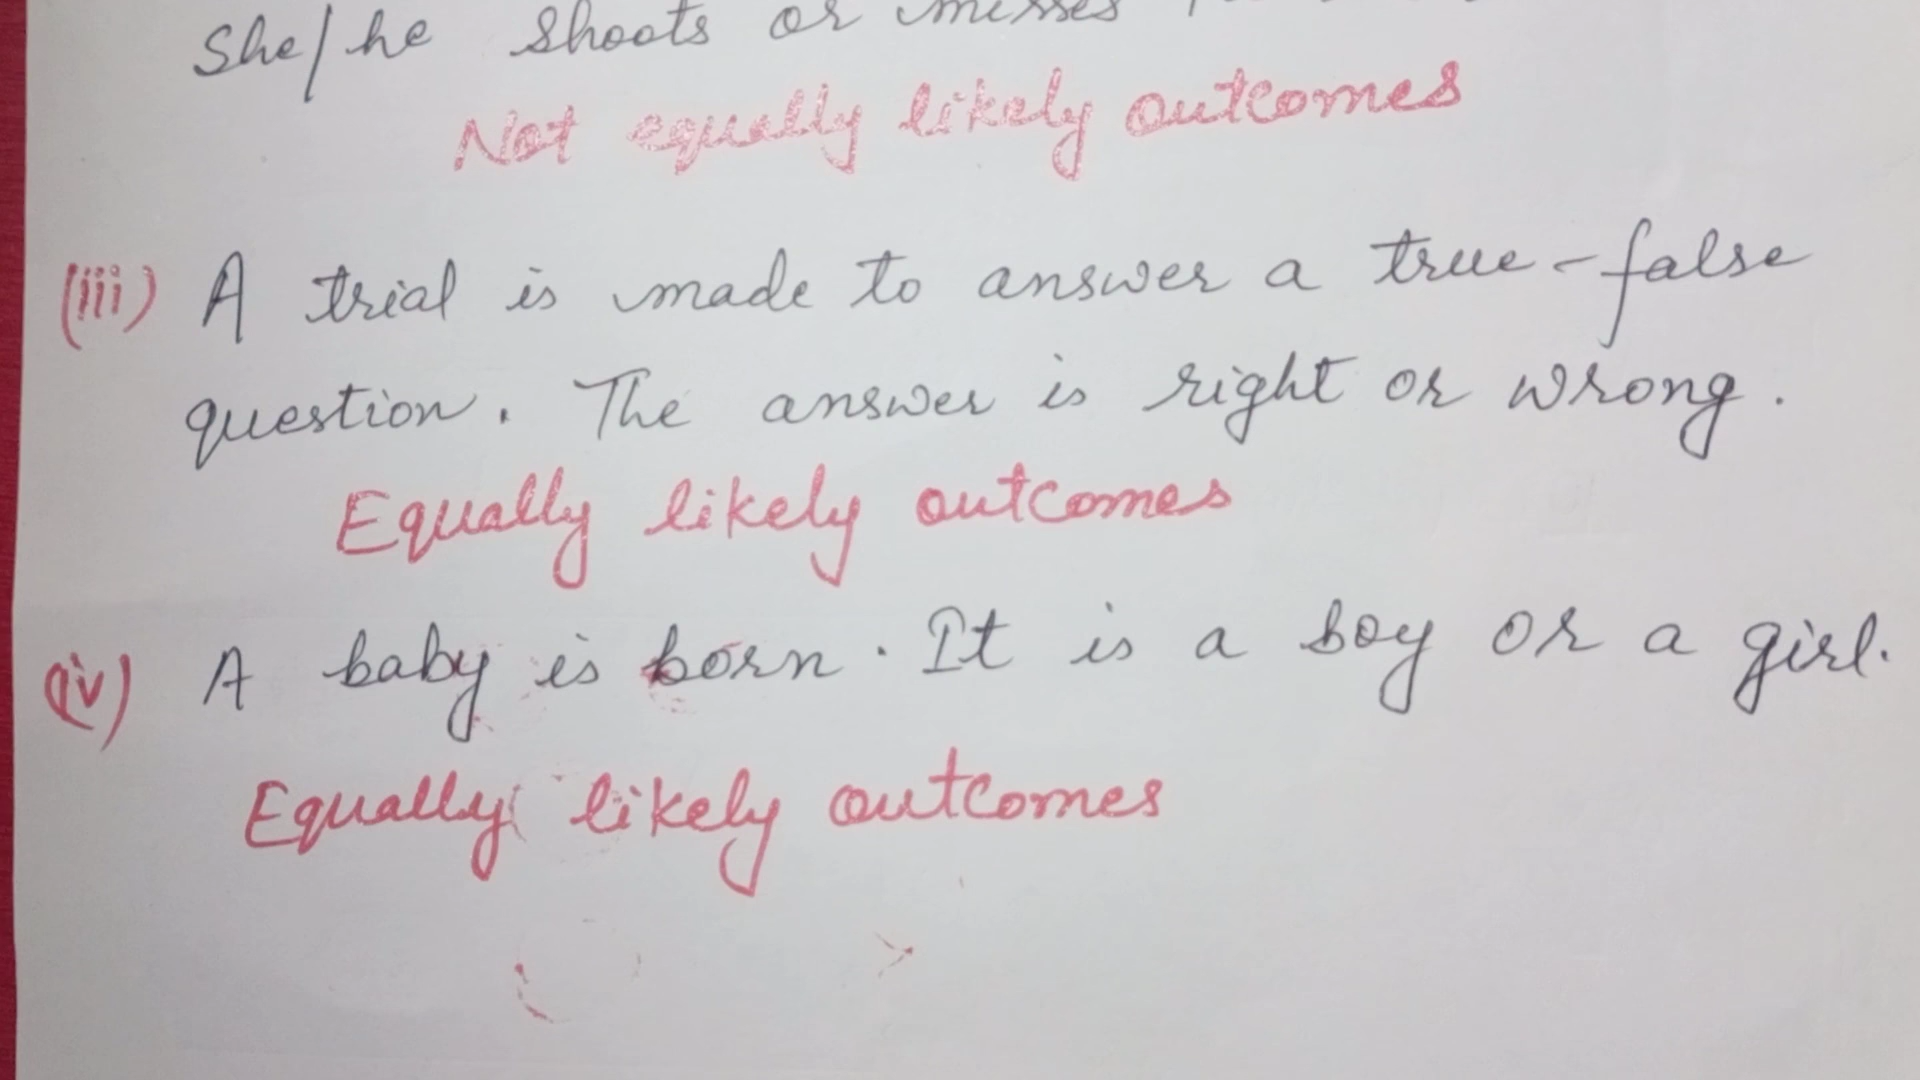 She/he shoots or misses
Not equally likely outcomes
(iii) A trial is made to answer a true-false
question. The answer is right or wrong.
Equally likely outcomes
(iv) A baby is born. It is a boy or a girl.
Equally likely outcomes